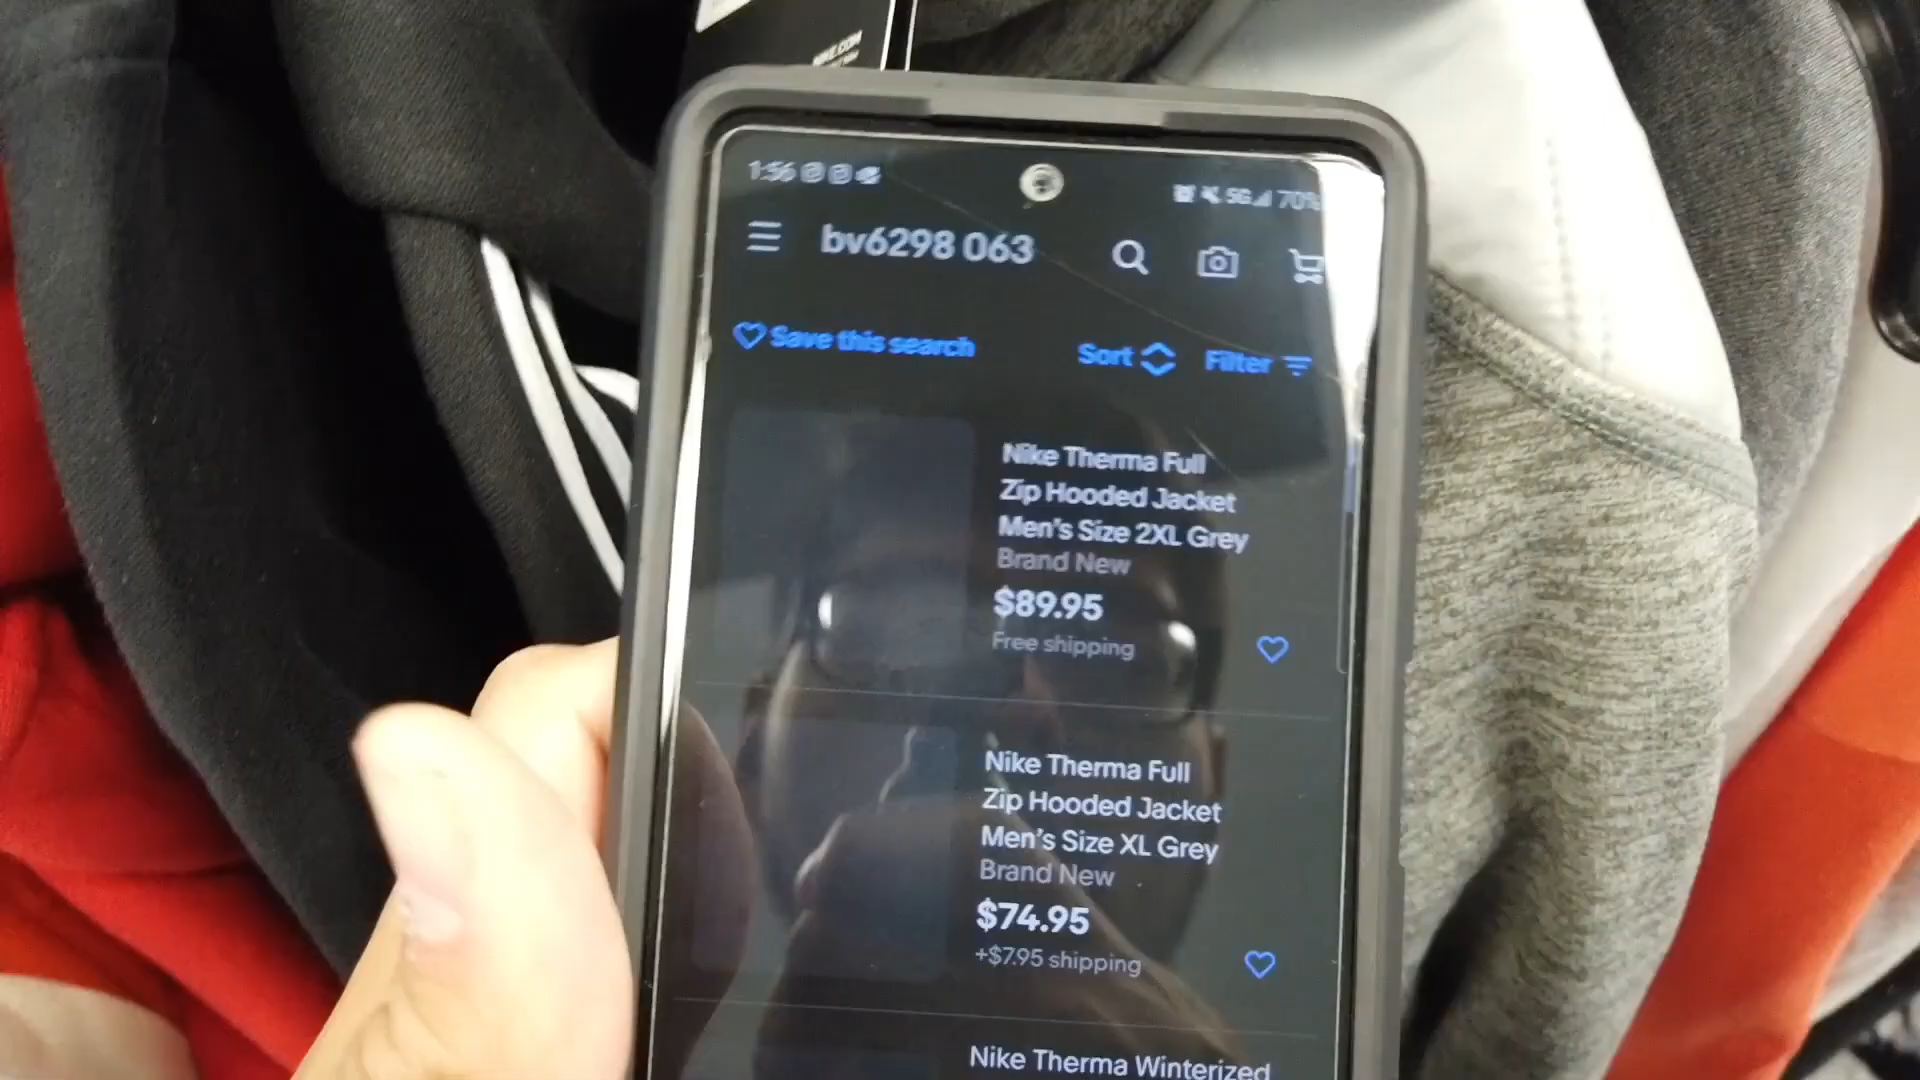 1:56
5G 70%
bv6298 063
Save this search
Sort
Filter
Nike Therma Full
Zip Hooded Jacket
Men's Size 2XL Grey
Brand New
$89.95
Free shipping
Nike Therma Full
Zip Hooded Jacket
Men's Size XL Grey
Brand New
$74.95
+$7.95 shipping
Nike Therma Winterized